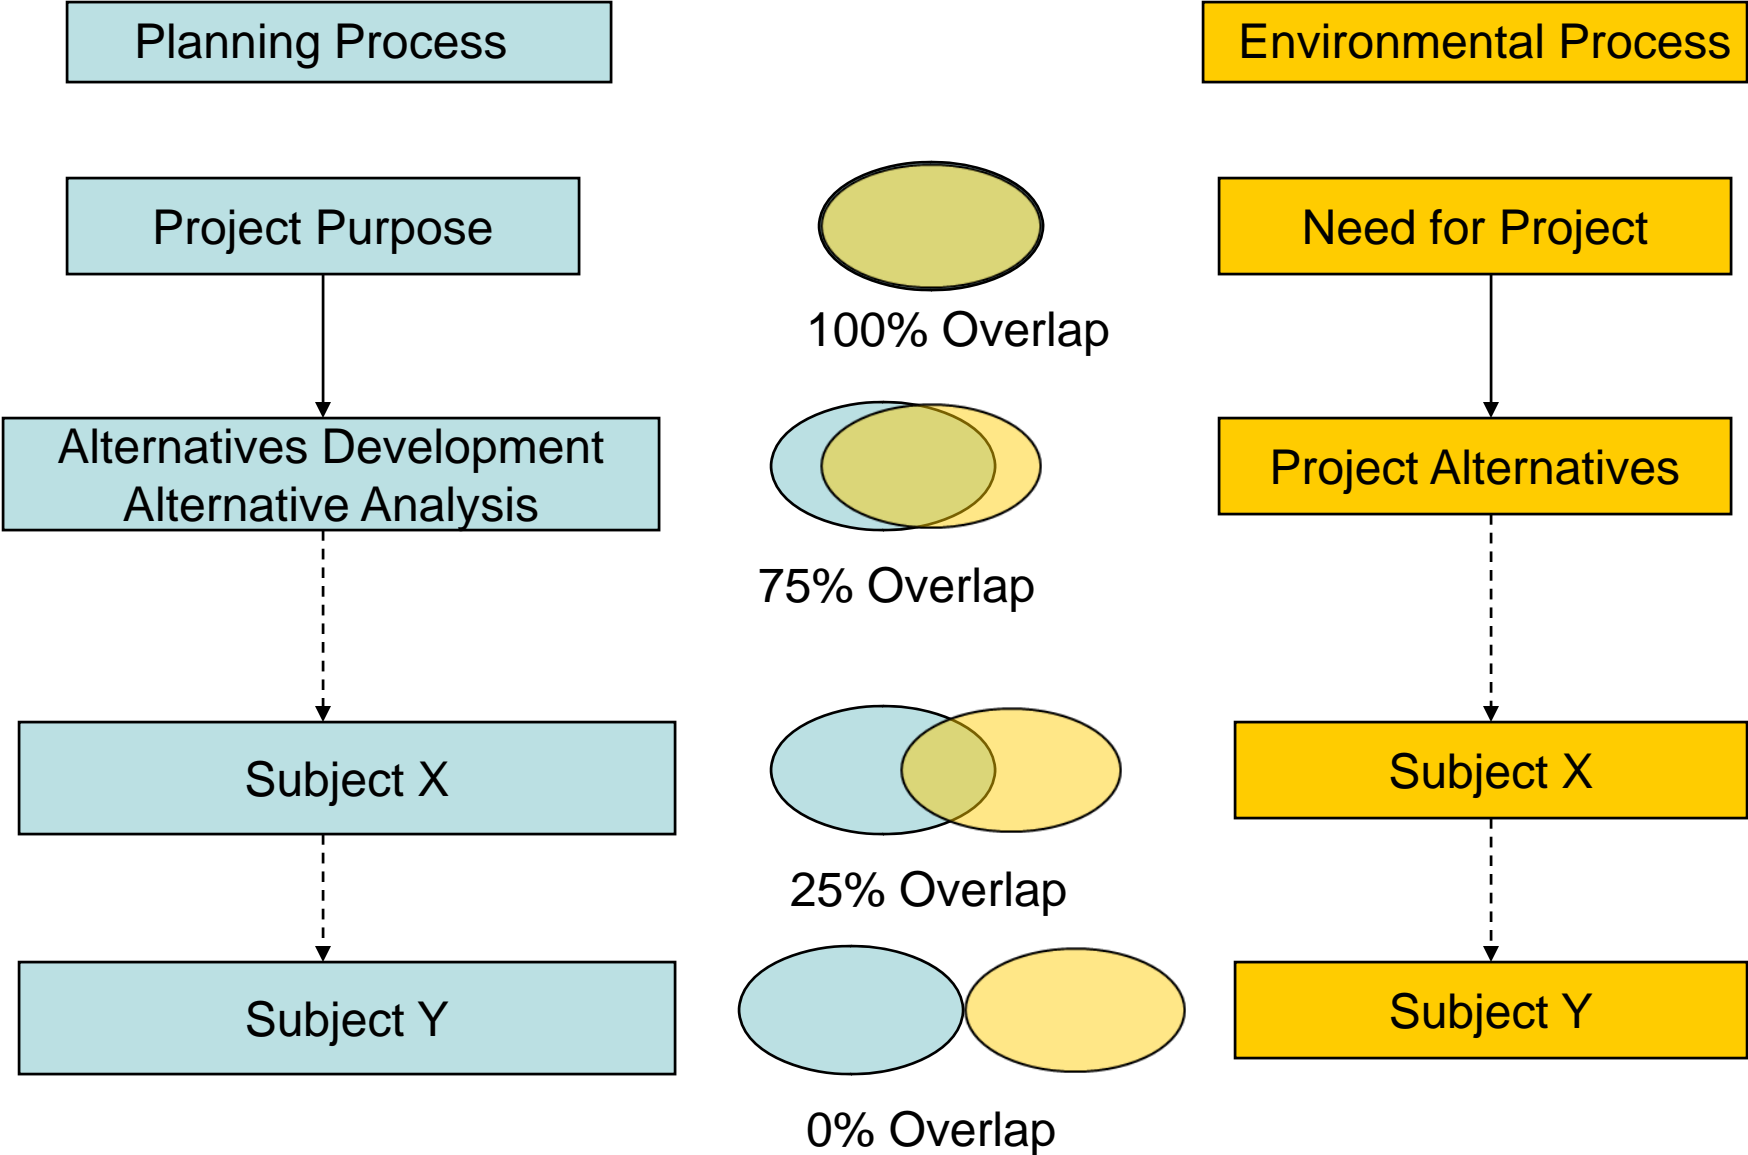 Planning Process
Environmental Process
Project Purpose
Need for Project
100% Overlap
Alternatives Development
Alternative Analysis
Project Alternatives
75% Overlap
Subject X
Subject X
25% Overlap
Subject Y
Subject Y
0% Overlap